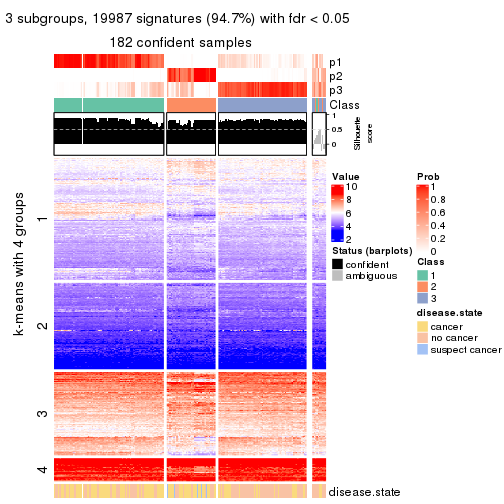 3 subgroups, 19987 signatures (94.7%) with fdr < 0.05
182 confident samples
p1
p2
p3
Class
1
0.5
0
Silhouette
score
k-means with 4 groups
1
2
3
4
disease.state
Value
10
8
6
4
2
Status (barplots)
confident
ambiguous
Prob
1
0.8
0.6
0.4
0.2
0
Class
1
2
3
disease.state
cancer
no cancer
suspect cancer